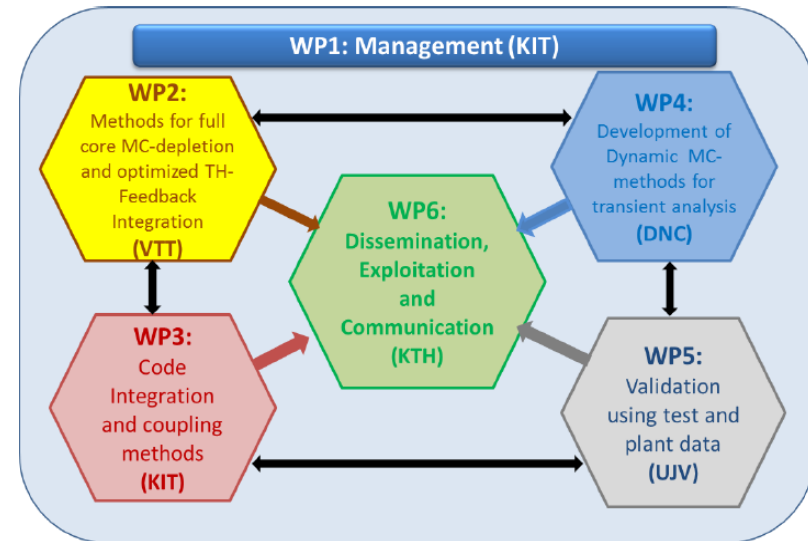 WP1: Management (KIT)
WP2:
Methods for full
core MC-depletion
and optimized TH-
Feedback
Integration
(VTT)
WP4:
Development of
Dynamic MC-
methods for
transient analysis
(DNC)
WP6:
Dissemination,
Exploitation
and
Communication
(KTH)
WP3:
Code
Integration
and coupling
methods
(KIT)
WP5:
Validation
using test and
plant data
(UJV)